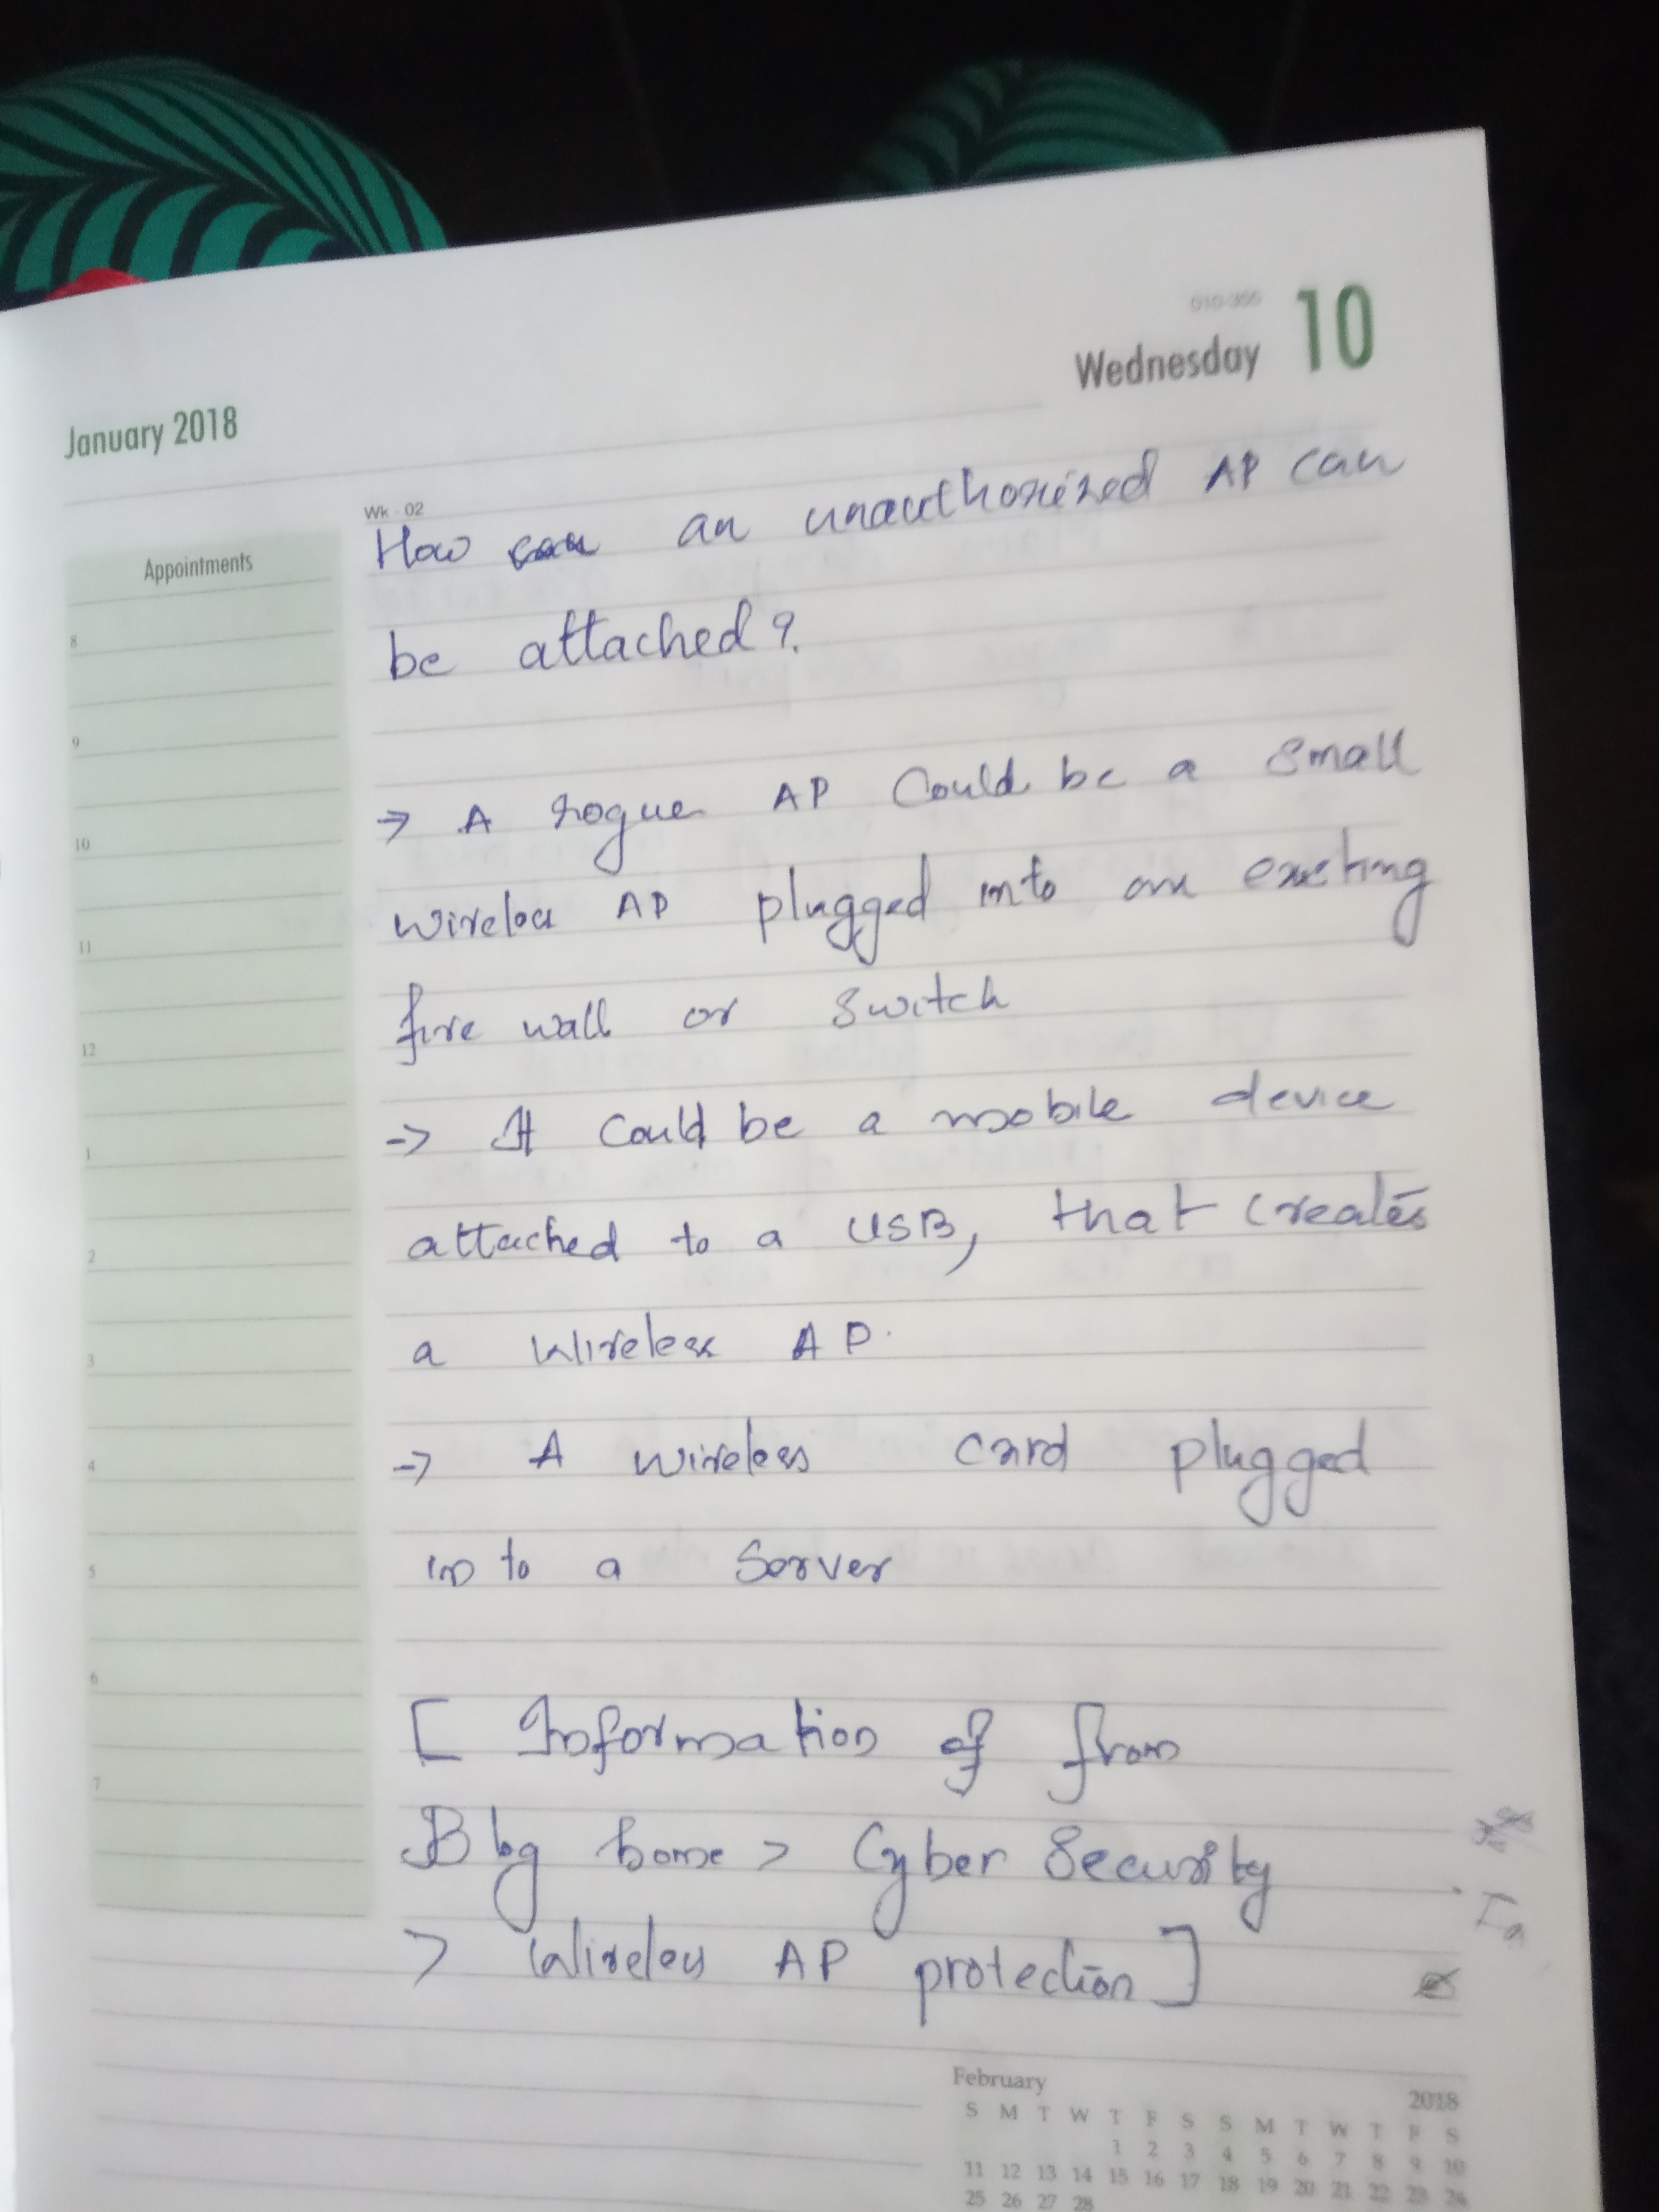 010-355
Wednesday 10
January 2018
Wk - 02
Appointments
How can an unauthorized AP can
be attached?
→ A rogue AP Could be a small
wireless AP plugged into an existing
fire wall or switch
→ It could be a mobile device
attached to a USB, that creates
a wireless AP.
→ A wireless card plugged
in to a Server
[ Information of from
Blog home > Cyber Security
> Wireless AP protection ]
8
9
10
11
12
1
2
3
4
5
6
7
February 2018
S M T W T F S S M T W T F S
1 2 3 4 5 6 7 8 9 10
11 12 13 14 15 16 17 18 19 20 21 22 23 24
25 26 27 28